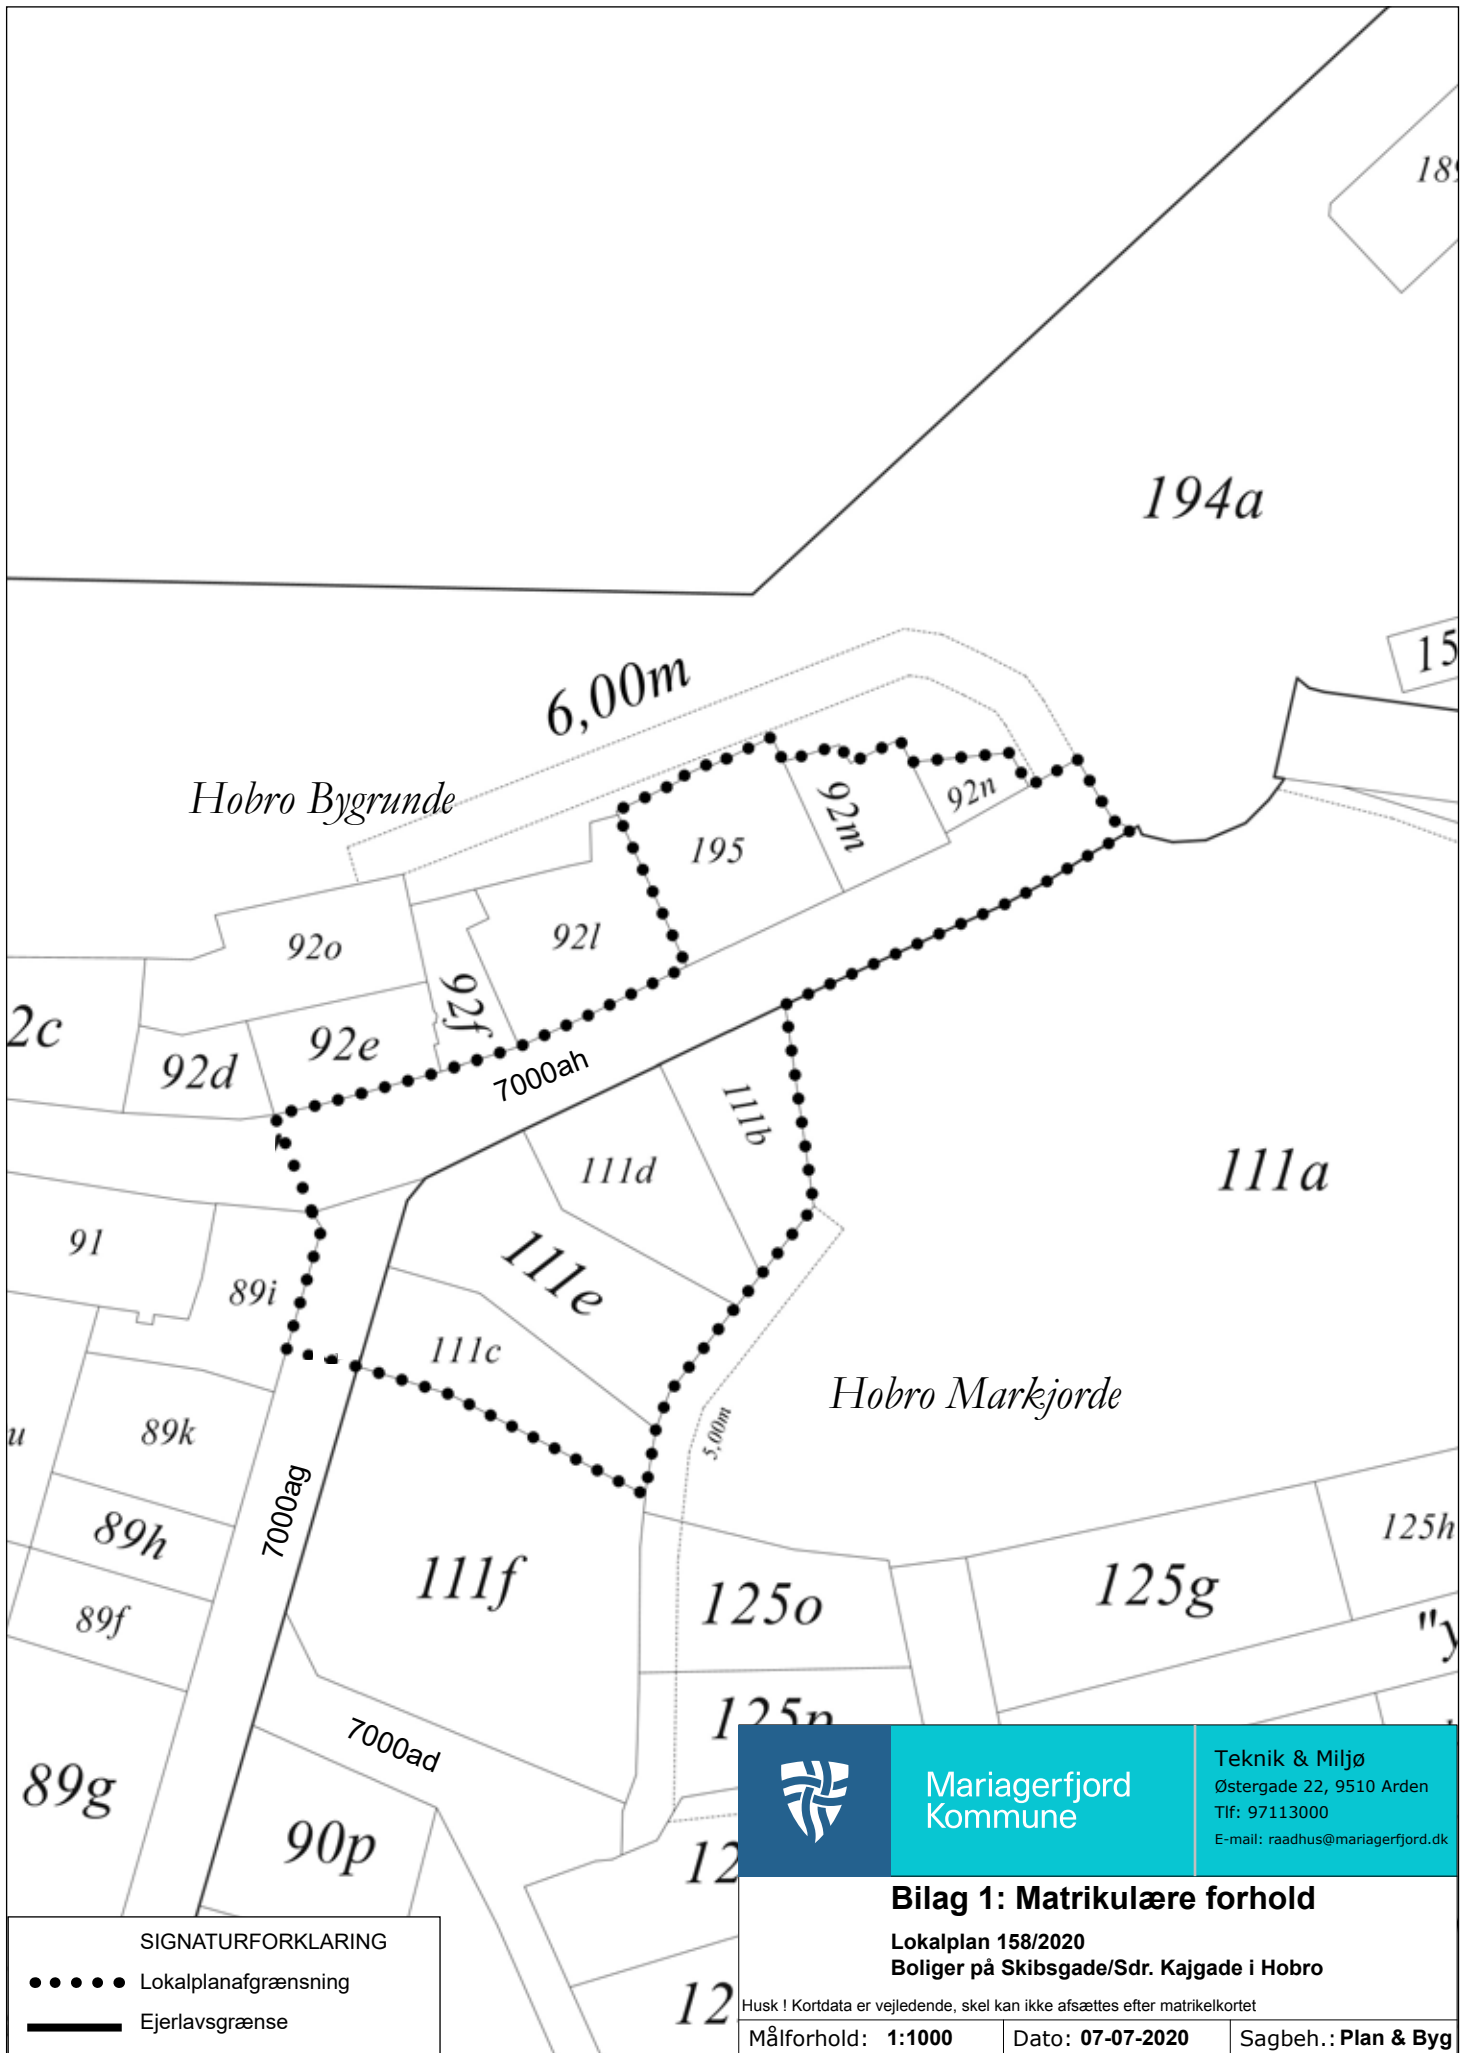 189
194a
15
6,00m
Hobro Bygrunde
195
92m
92n
92o
92l
92f
2c
92d
92e
7000ah
111b
111d
111a
91
111e
89i
111c
Hobro Markjorde
5,00m
u
89k
7000ag
89h
111f
125o
125g
125h
89f
"y
125p
7000ad
89g
90p
12
12
Mariagerfjord
Kommune
Teknik & Miljø
Østergade 22, 9510 Arden
Tlf: 97113000
E-mail: raadhus@mariagerfjord.dk
Bilag 1: Matrikulære forhold
Lokalplan 158/2020
Boliger på Skibsgade/Sdr. Kajgade i Hobro
Husk ! Kortdata er vejledende, skel kan ikke afsættes efter matrikelkortet
Målforhold: 1:1000 Dato: 07-07-2020 Sagbeh.: Plan & Byg
SIGNATURFORKLARING
Lokalplanafgrænsning
Ejerlavsgrænse